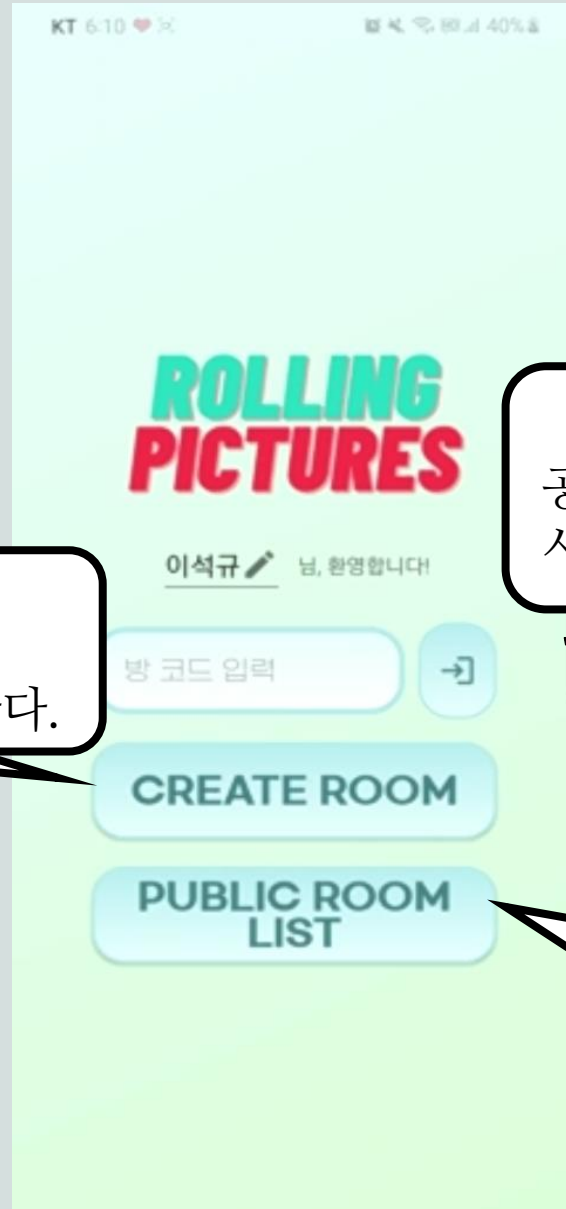 KT 6:10
40%
ROLLING
PICTURES
이석규 님, 환영합니다!
방 코드 입력
다.
CREATE ROOM
PUBLIC ROOM
LIST